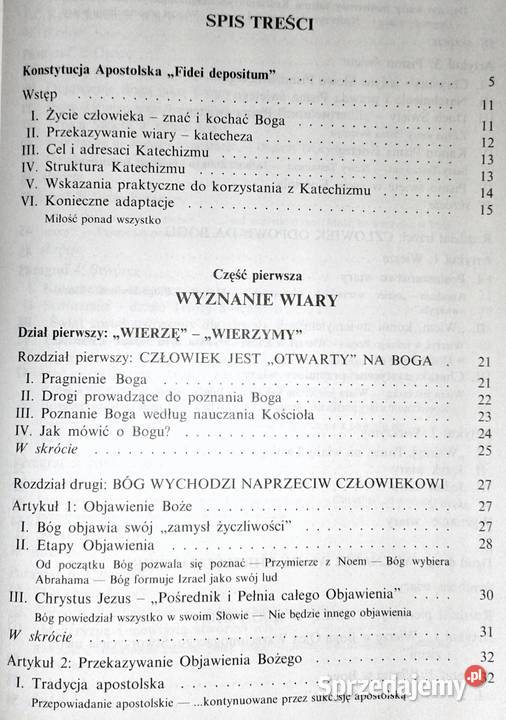 SPIS TREŚCI
Konstytucja Apostolska „Fidei depositum” . . . 5
Wstęp . . . 11
I. Życie człowieka – znać i kochać Boga . . . 11
II. Przekazywanie wiary – katecheza . . . 12
III. Cel i adresaci Katechizmu . . . 13
IV. Struktura Katechizmu . . . 13
V. Wskazania praktyczne do korzystania z Katechizmu . . . 14
VI. Konieczne adaptacje . . . 15
Miłość ponad wszystko
Część pierwsza
WYZNANIE WIARY
Dział pierwszy: „WIERZĘ” – „WIERZYMY”
Rozdział pierwszy: CZŁOWIEK JEST „OTWARTY” NA BOGA . 21
I. Pragnienie Boga . . . 21
II. Drogi prowadzące do poznania Boga . . . 22
III. Poznanie Boga według nauczania Kościoła . . . 23
IV. Jak mówić o Bogu? . . . 24
W skrócie . . . 25
Rozdział drugi: BÓG WYCHODZI NAPRZECIW CZŁOWIEKOWI 27
Artykuł 1: Objawienie Boże . . . 27
I. Bóg objawia swój „zamysł życzliwości” . . . 27
II. Etapy Objawienia . . . 28
Od początku Bóg pozwala się poznać — Przymierze z Noem — Bóg wybiera
Abrahama — Bóg formuje Izrael jako swój lud
III. Chrystus Jezus – „Pośrednik i Pełnia całego Objawienia” . . . 30
Bóg powiedział wszystko w swoim Słowie — Nie będzie innego objawienia
W skrócie . . . 31
Artykuł 2: Przekazywanie Objawienia Bożego . . . 32
I. Tradycja apostolska . . . 32
Przepowiadanie apostolskie — ...kontynuowane przez sukcesję apostolską
Sprzedajemy.pl